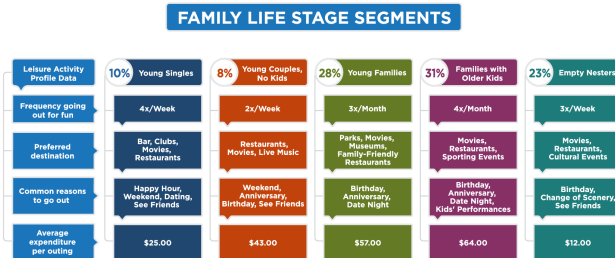 FAMILY LIFE STAGE SEGMENTS
Leisure Activity
Profile Data
10% Young Singles
8% Young Couples,
No Kids
28% Young Families
31% Families with
Older Kids
23% Empty Nesters
Frequency going
out for fun
4x/Week
2x/Week
3x/Month
4x/Month
3x/Week
Preferred
destination
Bar, Clubs,
Movies,
Restaurants
Restaurants,
Movies, Live Music
Parks, Movies,
Museums,
Family-Friendly
Restaurants
Movies,
Restaurants,
Sporting Events
Movies,
Restaurants,
Cultural Events
Common reasons
to go out
Happy Hour,
Weekend, Dating,
See Friends
Weekend,
Anniversary,
Birthday, See Friends
Birthday,
Anniversary,
Date Night
Birthday,
Anniversary,
Date Night,
Kids' Performances
Birthday,
Change of Scenery,
See Friends
Average
expenditure
per outing
$25.00
$43.00
$57.00
$64.00
$12.00